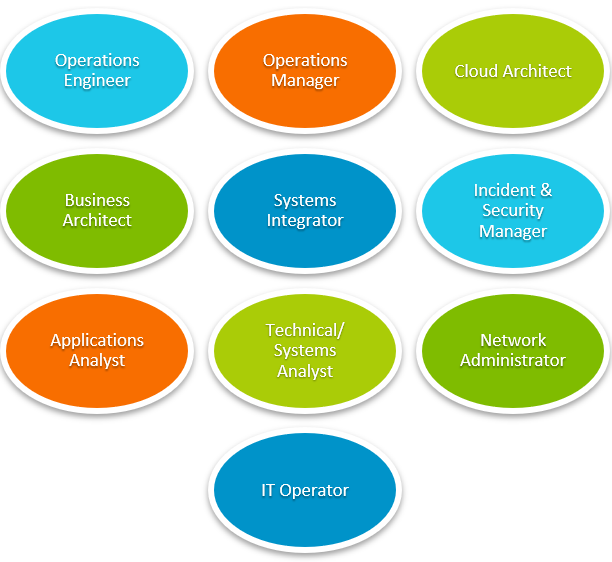 Operations
Engineer
Operations
Manager
Cloud Architect
Business
Architect
Systems
Integrator
Incident &
Security
Manager
Applications
Analyst
Technical/
Systems
Analyst
Network
Administrator
IT Operator